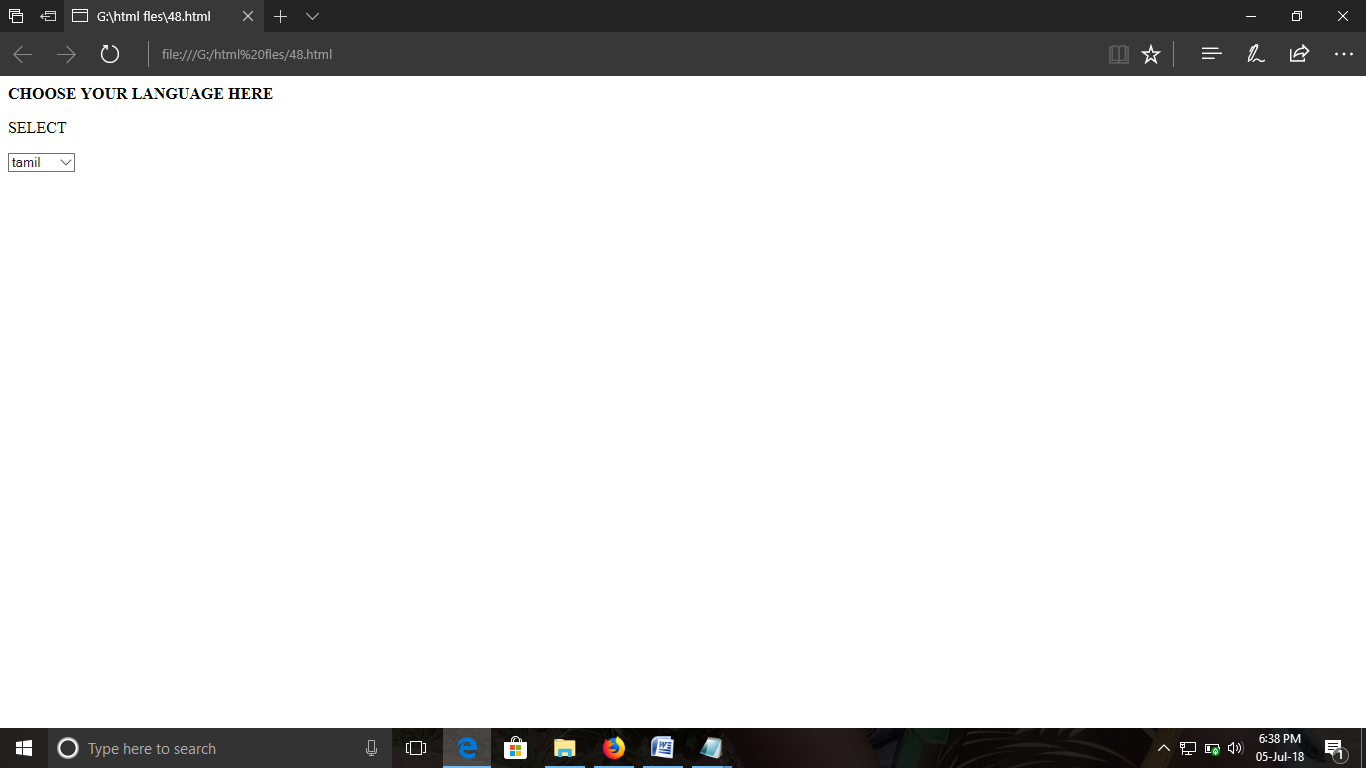 G:\html fles\48.html
file:///G:/html%20fles/48.html
CHOOSE YOUR LANGUAGE HERE
SELECT
tamil
Type here to search
6:38 PM
05-Jul-18
1